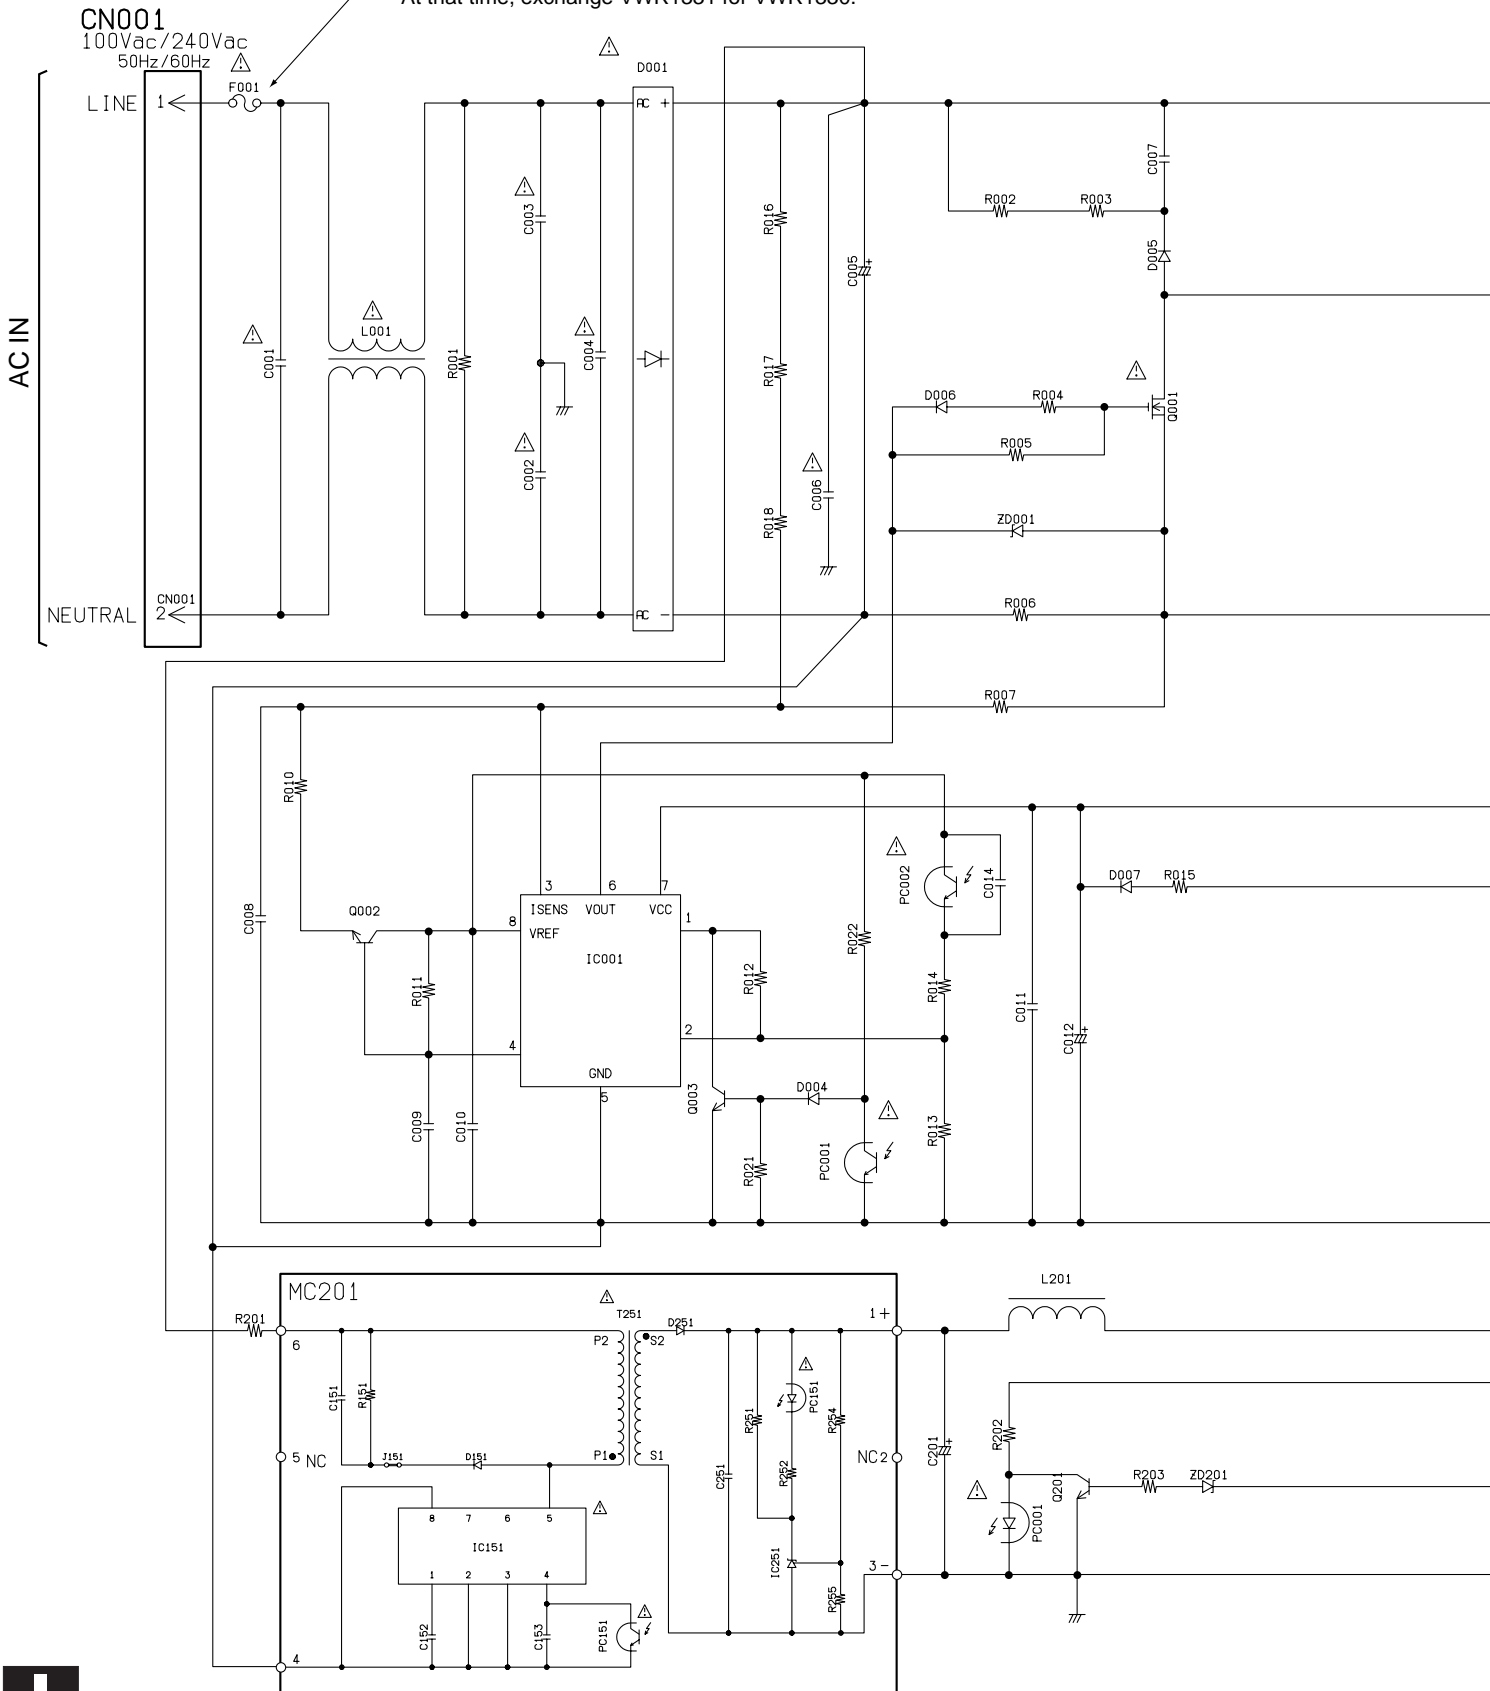 At that time, exchange VWR1331 for VWR1330.
CN001
100Vac/240Vac
50Hz/60Hz
F001
D001
LINE
1
AC +
C007
R002
R003
C003
R016
D005
C005
AC IN
L001
C001
R001
C004
R017
D006
R004
Q001
R005
C002
C006
R018
ZD001
CN001
NEUTRAL
2
AC −
R006
R007
R010
PC002
C014
D007
R015
3
6
7
C008
Q002
8
ISENS
VOUT
VCC
1
VREF
R022
IC001
R011
R012
R014
C011
2
C012
4
GND
5
D004
Q003
C009
C010
R013
R021
PC001
MC201
L201
R201
T251
D251
1+
6
P2
S2
C151
R151
PC151
R251
R254
C201
R202
5 NC
J151
D151
P1
S1
NC2
C251
R252
R203
ZD201
Q201
8
7
6
5
PC001
IC151
IC251
3−
1
2
3
4
R255
C152
C153
PC151
4